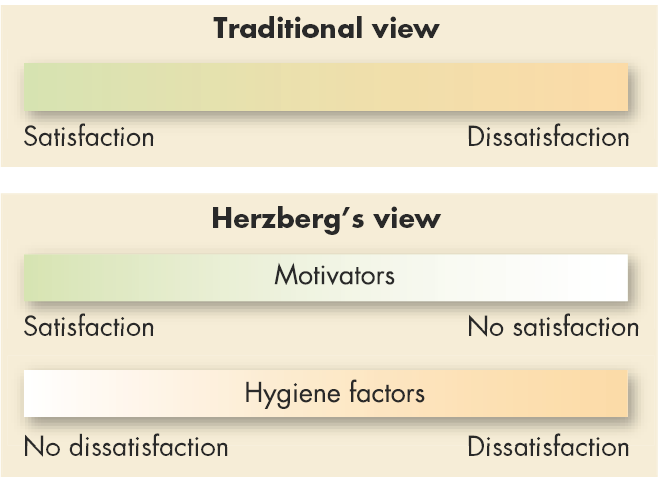 Traditional view
Satisfaction Dissatisfaction
Herzberg’s view
Motivators
Satisfaction No satisfaction
Hygiene factors
No dissatisfaction Dissatisfaction